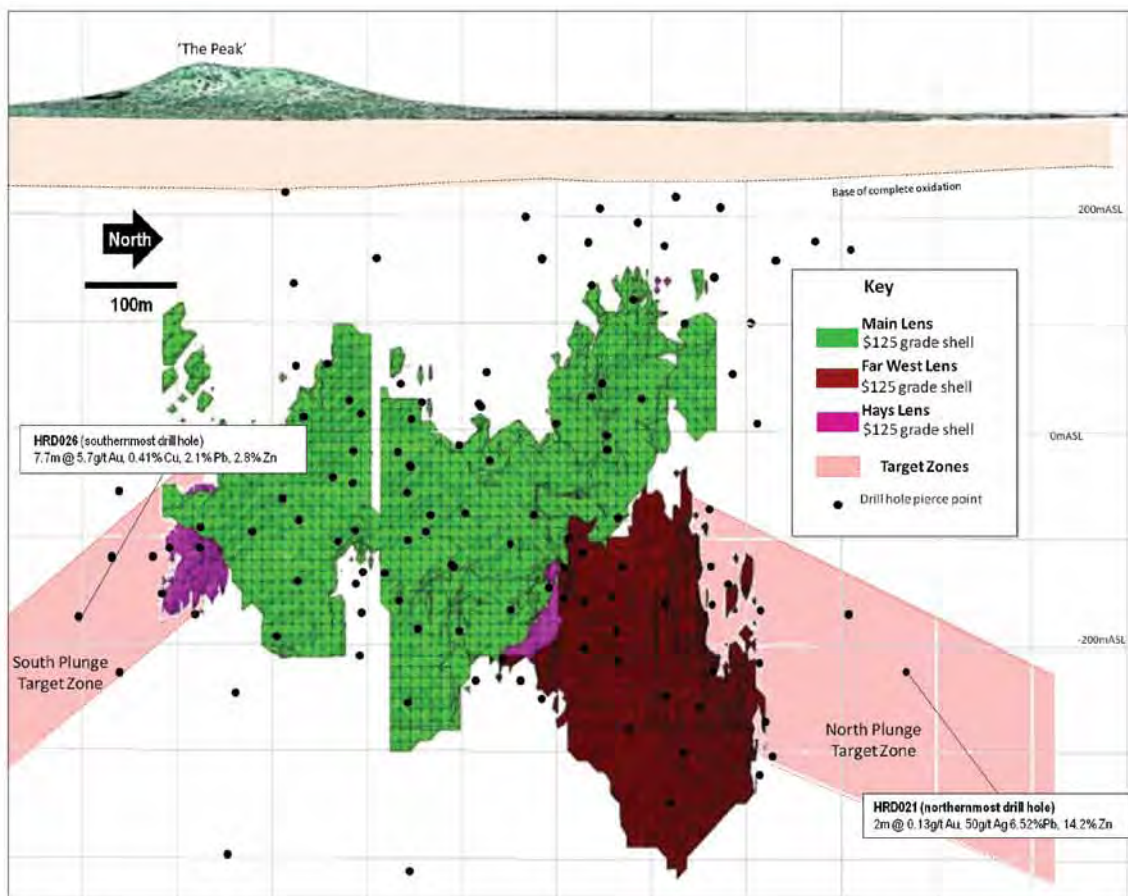 'The Peak'
Base of complete oxidation
200mASL
North
100m
Key
Main Lens
$125 grade shell
Far West Lens
$125 grade shell
Hays Lens
$125 grade shell
Target Zones
Drill hole pierce point
HRD026 (southernmost drill hole)
7.7m @ 5.7g/t Au, 0.41% Cu, 2.1% Pb, 2.8% Zn
0mASL
-200mASL
South Plunge
Target Zone
North Plunge
Target Zone
HRD021 (northernmost drill hole)
2m @ 0.13g/t Au, 50g/t Ag 6.52%Pb, 14.2% Zn